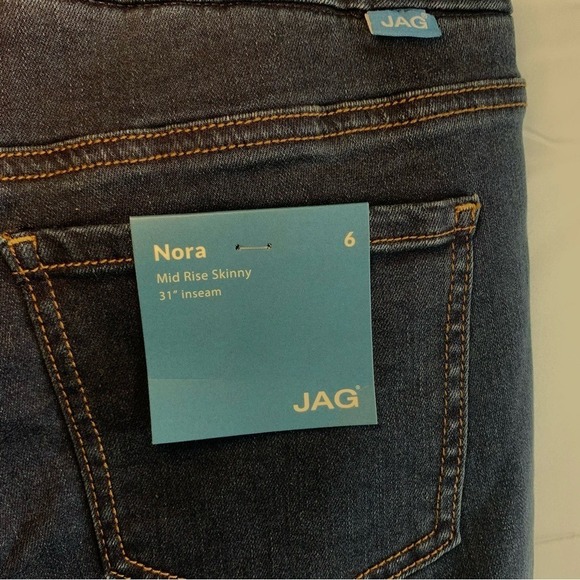 JAG®
Nora 6
Mid Rise Skinny
31" inseam
JAG®